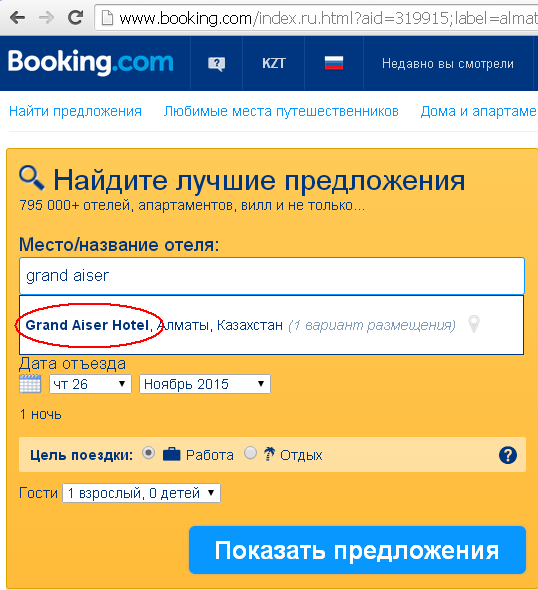 www.booking.com/index.ru.html?aid=319915;label=almat
Booking.com
KZT
Недавно вы смотрели
Найти предложения Любимые места путешественников Дома и апартаме
Найдите лучшие предложения
795 000+ отелей, апартаментов, вилл и не только...
Место/название отеля:
grand aiser
Grand Aiser Hotel, Алматы, Казахстан (1 вариант размещения)
Дата отъезда
чт 26 Ноябрь 2015
1 ночь
Цель поездки: Работа Отдых ?
Гости 1 взрослый, 0 детей
Показать предложения